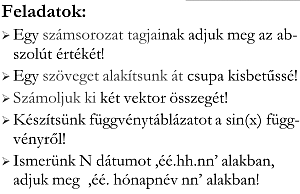 Feladatok:
➢ Egy számsorozat tagjainak adjuk meg az ab-
szolút értékét!
➢ Egy szöveget alakítsunk át csupa kisbetűssé!
➢ Számoljuk ki két vektor összegét!
➢ Készítsünk függvénytáblázatot a sin(x) függ-
vényről!
➢ Ismerünk N dátumot ‚éé.hh.nn’ alakban,
adjuk meg ‚éé. hónapnév nn’ alakban!